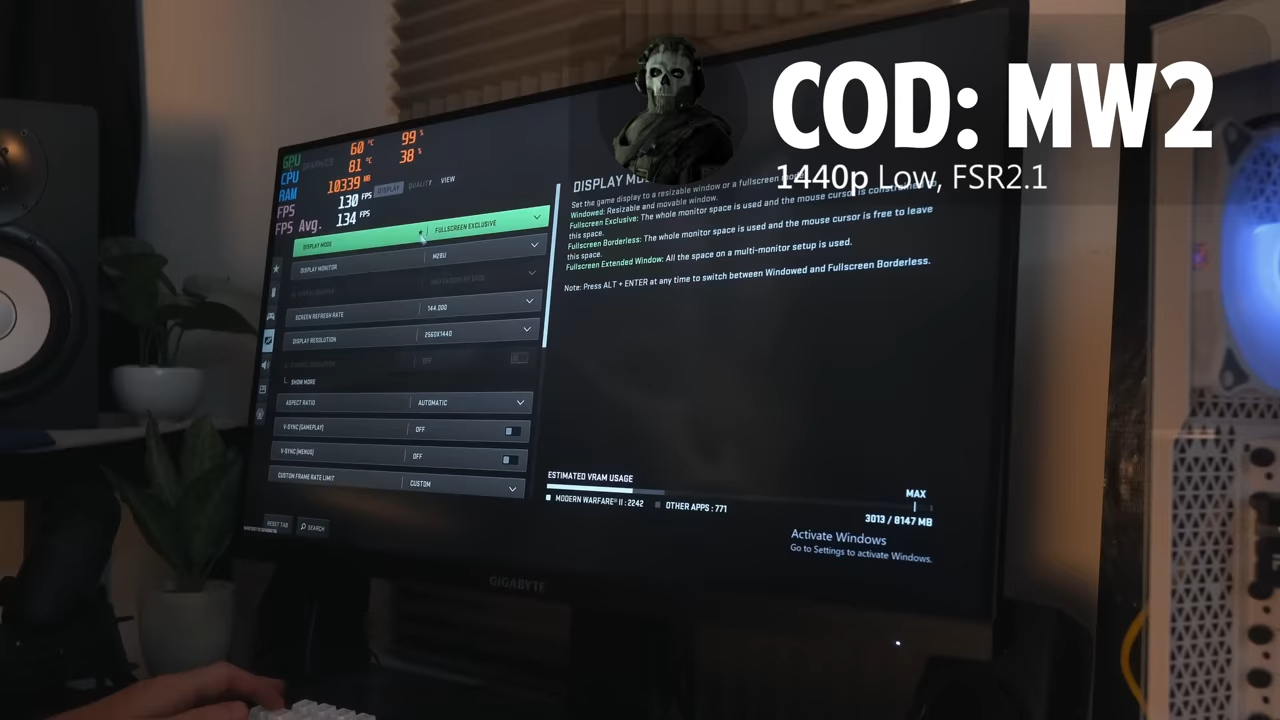 COD: MW2
1440p Low, FSR2.1
GPU 60 °C 99 %
CPU 81 °C 38 %
RAM 10339 MB
FPS 130 FPS
FPS Avg. 134 FPS
GRAPHICS
DISPLAY QUALITY VIEW
DISPLAY MODE FULLSCREEN EXCLUSIVE
DISPLAY MONITOR M28U
SCREEN REFRESH RATE 144.000
DISPLAY RESOLUTION 2560X1440
OFF
SHOW MORE
ASPECT RATIO AUTOMATIC
V-SYNC (GAMEPLAY) OFF
V-SYNC (MENUS) OFF
CUSTOM FRAME RATE LIMIT CUSTOM
RESET TAB SEARCH
DISPLAY MO
Set the game display to a resizable window or a fullscreen mo
Windowed: Resizable and movable window.
Fullscreen Exclusive: The whole monitor space is used and the mouse cursor is constrained to
this space.
Fullscreen Borderless: The whole monitor space is used and the mouse cursor is free to leave
this space.
Fullscreen Extended Window: All the space on a multi-monitor setup is used.
Note: Press ALT + ENTER at any time to switch between Windowed and Fullscreen Borderless.
ESTIMATED VRAM USAGE
MAX
MODERN WARFARE® II : 2242 OTHER APPS : 771
3013 / 8147 MB
Activate Windows
Go to Settings to activate Windows.
GIGABYTE